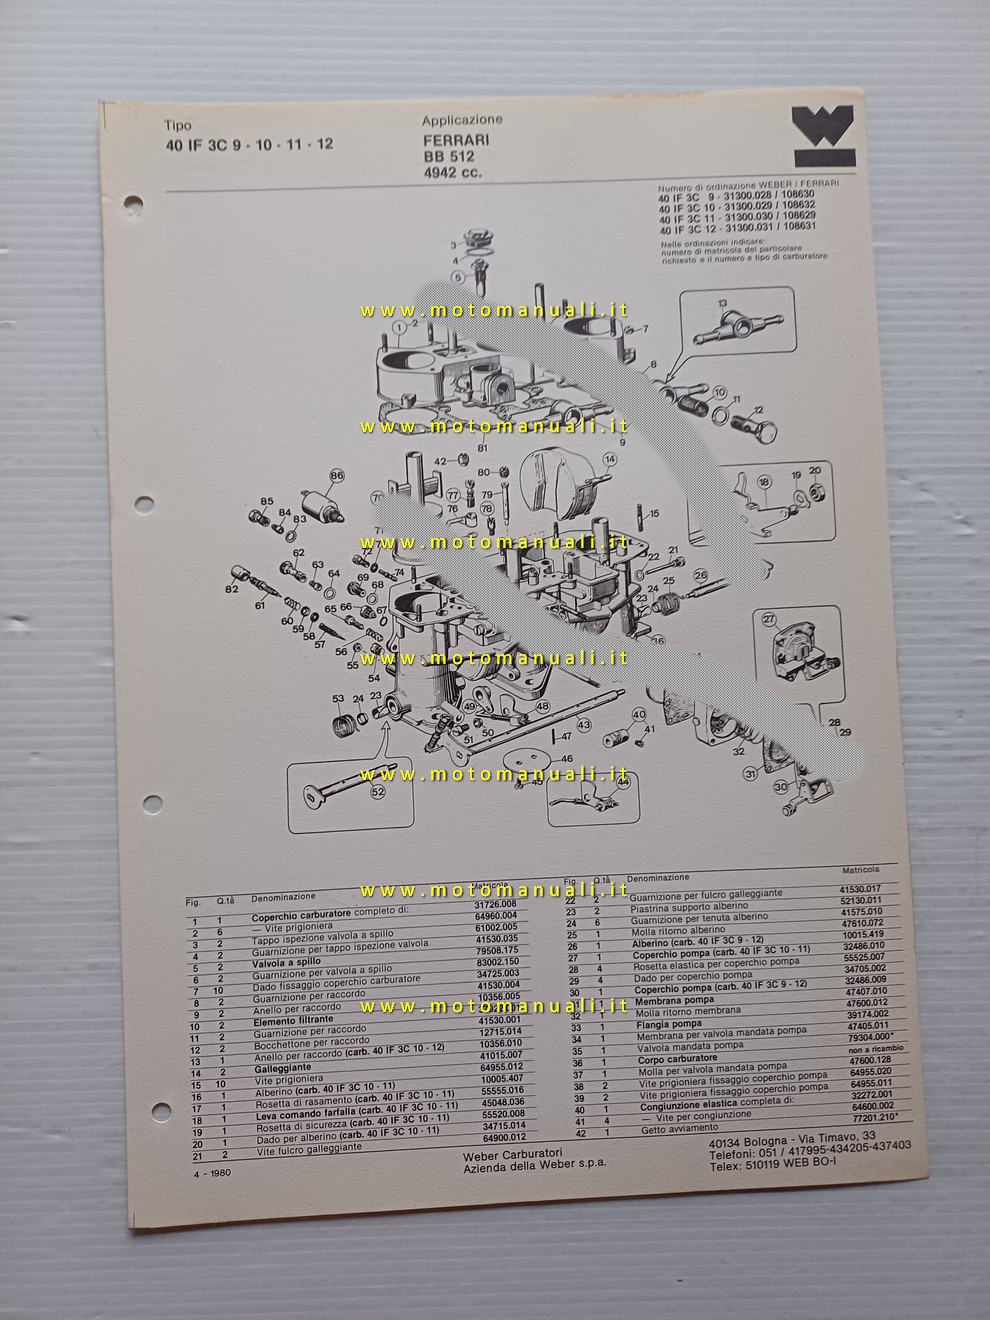 Tipo
40 IF 3C 9 - 10 - 11 - 12
Applicazione
FERRARI
BB 512
4942 cc.
Numero di ordinazione WEBER / FERRARI
40 IF 3C 9 - 31300.028 / 108630
40 IF 3C 10 - 31300.029 / 108632
40 IF 3C 11 - 31300.030 / 108629
40 IF 3C 12 - 31300.031 / 108631
Nelle ordinazioni indicare:
numero di matricola del particolare
richiesto e il numero e tipo di carburatore
www.motomanuali.it
www.motomanuali.it
www.motomanuali.it
www.motomanuali.it
www.motomanuali.it
www.motomanuali.it
www.motomanuali.it
Fig. Q.tà Denominazione Matricola
1 1 Coperchio carburatore completo di: 31726.008
2 6 — Vite prigioniera 64960.004
3 2 Tappo ispezione valvola a spillo 61002.005
4 2 Guarnizione per tappo ispezione valvola 41530.035
5 2 Valvola a spillo 79508.175
6 2 Guarnizione per valvola a spillo 83002.150
7 10 Dado fissaggio coperchio carburatore 34725.003
8 2 Guarnizione per raccordo 41530.004
9 2 Anello per raccordo 10356.005
10 2 Elemento filtrante
11 2 Guarnizione per raccordo 41530.001
12 2 Bocchettone per raccordo 12715.014
13 1 Anello per raccordo (carb. 40 IF 3C 10 - 12) 10356.010
14 2 Galleggiante 41015.007
15 10 Vite prigioniera 64955.012
16 1 Alberino (carb. 40 IF 3C 10 - 11) 10005.407
17 1 Rosetta di rasamento (carb. 40 IF 3C 10 - 11) 55555.016
18 1 Leva comando farfalla (carb. 40 IF 3C 10 - 11) 45048.036
19 1 Rosetta di sicurezza (carb. 40 IF 3C 10 - 11) 55520.008
20 1 Dado per alberino (carb. 40 IF 3C 10 - 11) 34715.014
21 2 Vite fulcro galleggiante 64900.012
Fig. Q.tà Denominazione Matricola
22 2 Guarnizione per fulcro galleggiante 41530.017
23 2 Piastrina supporto alberino 52130.011
24 6 Guarnizione per tenuta alberino 41575.010
25 1 Molla ritorno alberino 47610.072
26 1 Alberino (carb. 40 IF 3C 9 - 12) 10015.419
27 1 Coperchio pompa (carb. 40 IF 3C 10 - 11) 32486.010
28 4 Rosetta elastica per coperchio pompa 55525.007
29 4 Dado per coperchio pompa 34705.002
30 1 Coperchio pompa (carb. 40 IF 3C 9 - 12) 32486.009
Membrana pompa 47407.010
32 Molla ritorno membrana 47600.012
33 1 Flangia pompa 39174.002
34 1 Membrana per valvola mandata pompa 47405.011
35 1 Valvola mandata pompa 79304.000*
36 1 Corpo carburatore non a ricambio
37 1 Molla per valvola mandata pompa 47600.128
38 2 Vite prigioniera fissaggio coperchio pompa 64955.020
39 2 Vite prigioniera fissaggio coperchio pompa 64955.011
40 1 Congiunzione elastica completa di: 32272.001
41 4 — Vite per congiunzione 64600.002
42 1 Getto avviamento 77201.210*
4 - 1980
Weber Carburatori
Azienda della Weber s.p.a.
40134 Bologna - Via Timavo, 33
Telefoni: 051 / 417995-434205-437403
Telex: 510119 WEB BO-I